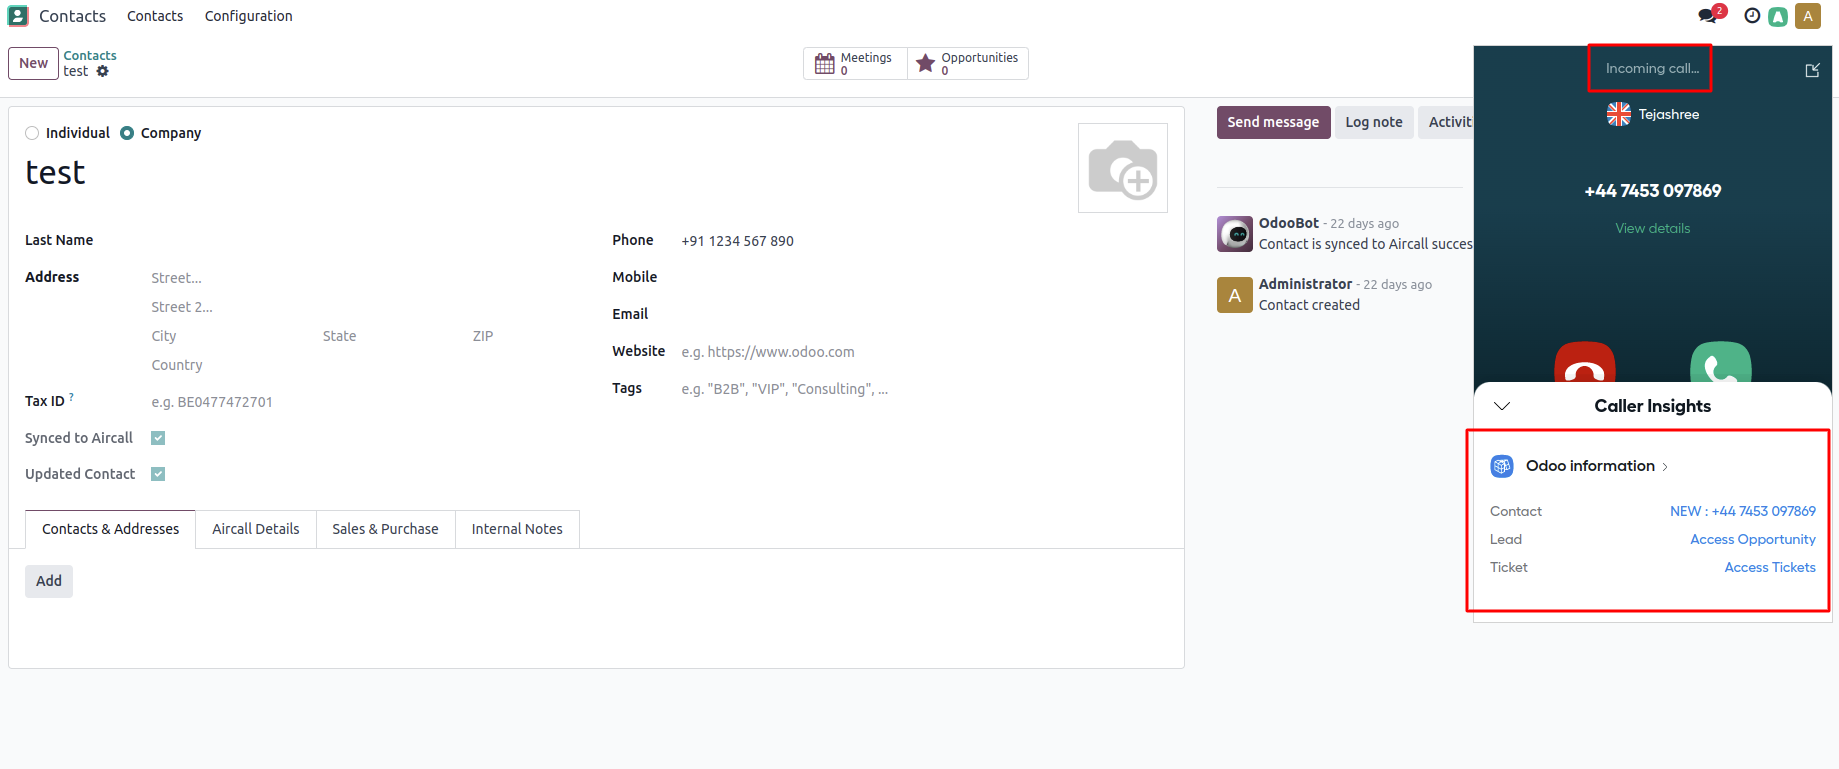 Contacts Contacts Configuration 2 A
New Contacts
test
Meetings
0
Opportunities
0
Individual Company
test
Last Name
Address Street...
Street 2...
City State ZIP
Country
Tax ID ? e.g. BE0477472701
Synced to Aircall
Updated Contact
Phone +91 1234 567 890
Mobile
Email
Website e.g. https://www.odoo.com
Tags e.g. "B2B", "VIP", "Consulting", ...
Contacts & Addresses Aircall Details Sales & Purchase Internal Notes
Add
Send message Log note Activiti
OdooBot - 22 days ago
Contact is synced to Aircall succes
A Administrator - 22 days ago
Contact created
Incoming call...
Tejashree
+44 7453 097869
View details
Caller Insights
Odoo information
Contact NEW : +44 7453 097869
Lead Access Opportunity
Ticket Access Tickets